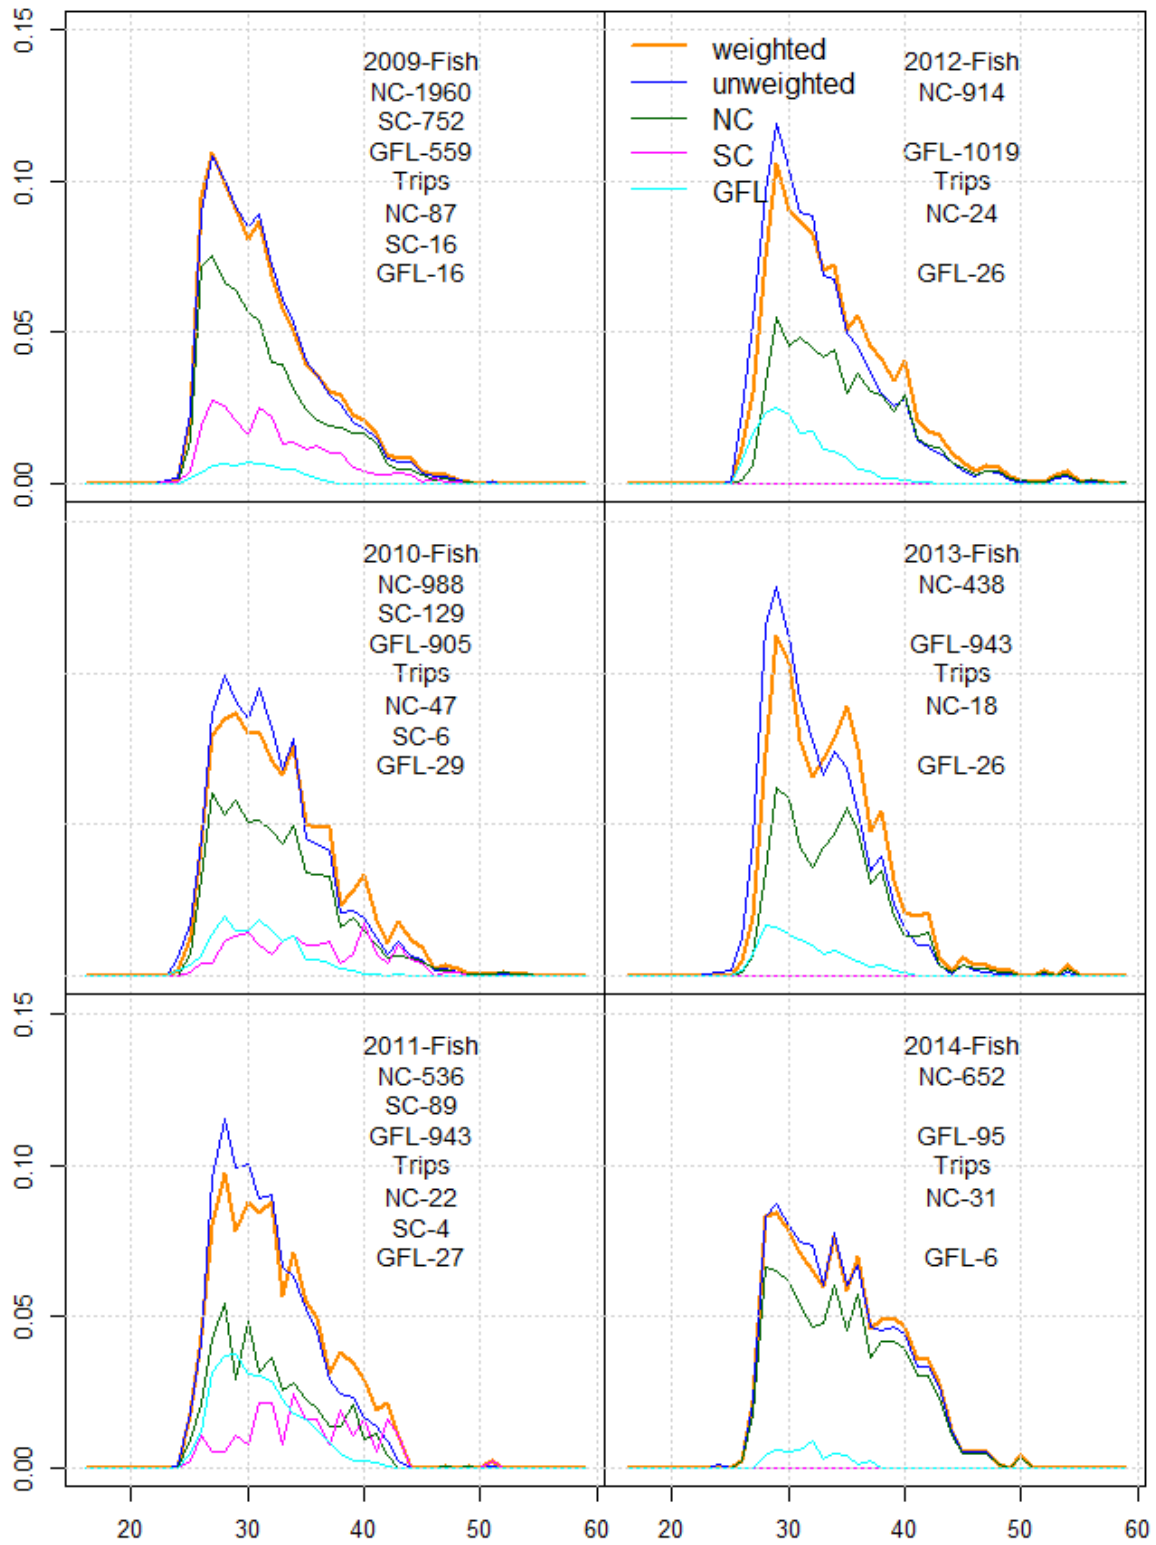 0.15
0.10
0.05
0.00
2009-Fish
NC-1960
SC-752
GFL-559
Trips
NC-87
SC-16
GFL-16
weighted
unweighted
NC
SC
GFL
2012-Fish
NC-914
GFL-1019
Trips
NC-24
GFL-26
2010-Fish
NC-988
SC-129
GFL-905
Trips
NC-47
SC-6
GFL-29
2013-Fish
NC-438
GFL-943
Trips
NC-18
GFL-26
0.15
0.10
0.05
0.00
2011-Fish
NC-536
SC-89
GFL-943
Trips
NC-22
SC-4
GFL-27
2014-Fish
NC-652
GFL-95
Trips
NC-31
GFL-6
20 30 40 50 60
20 30 40 50 60